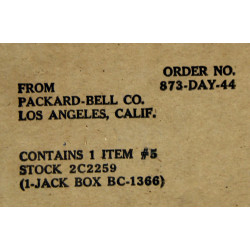 ORDER NO.
FROM 873-DAY-44
PACKARD-BELL CO.
LOS ANGELES, CALIF.
CONTAINS 1 ITEM #5
STOCK 2C2259
(1-JACK BOX BC-1366)